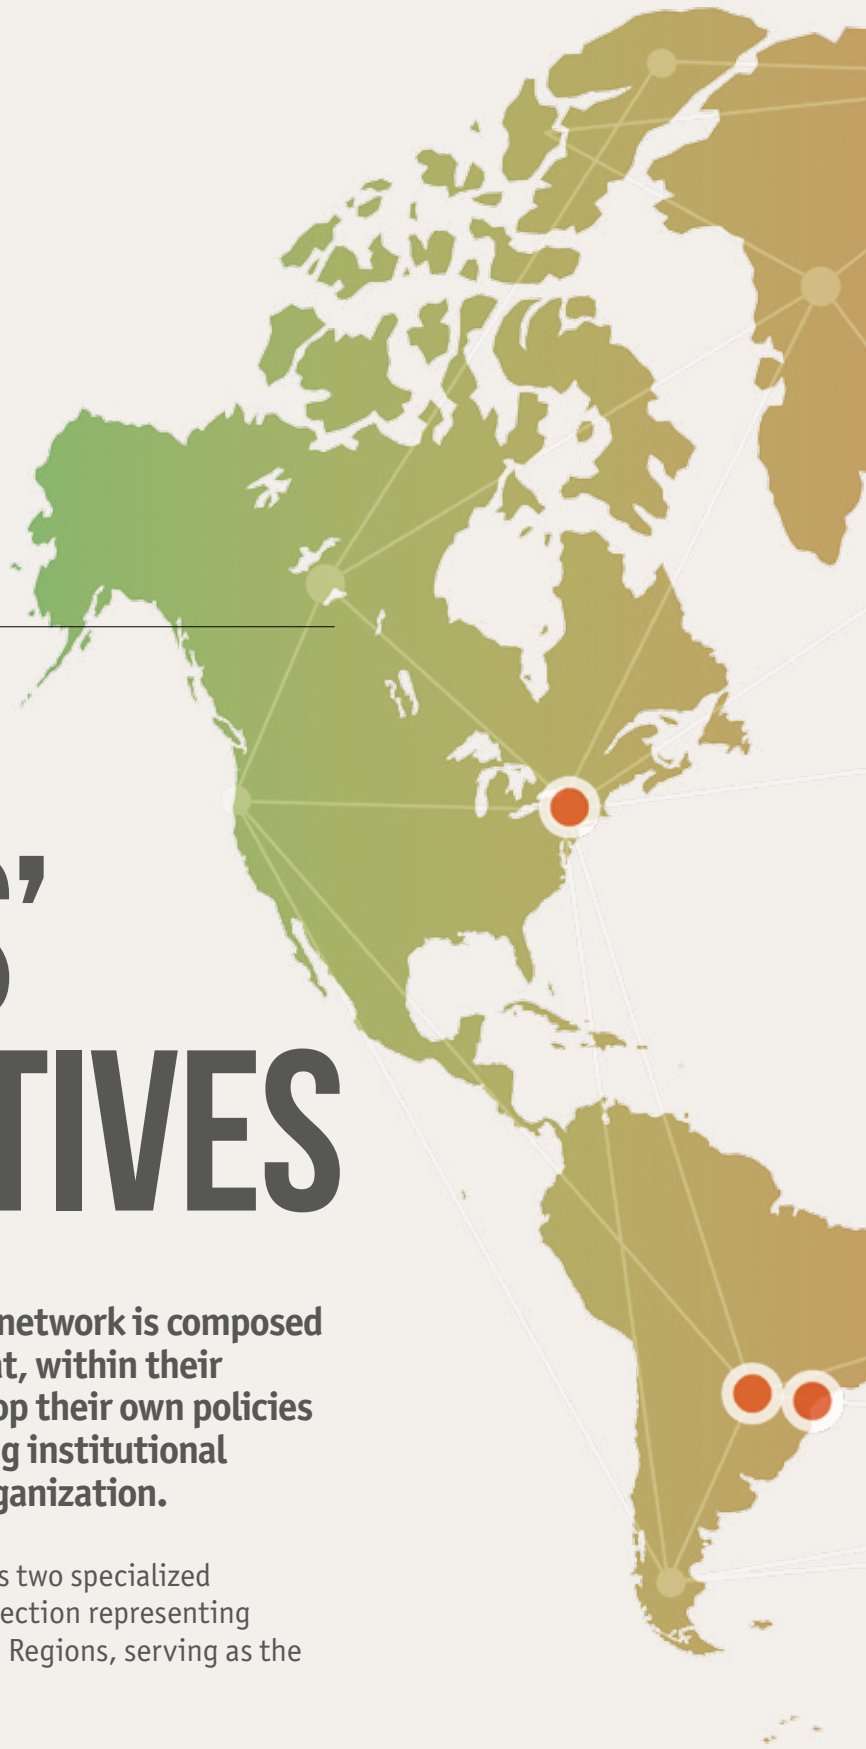 S’
TIVES
network is composed
t, within their
op their own policies
g institutional
ganization.
s two specialized
ection representing
Regions, serving as the